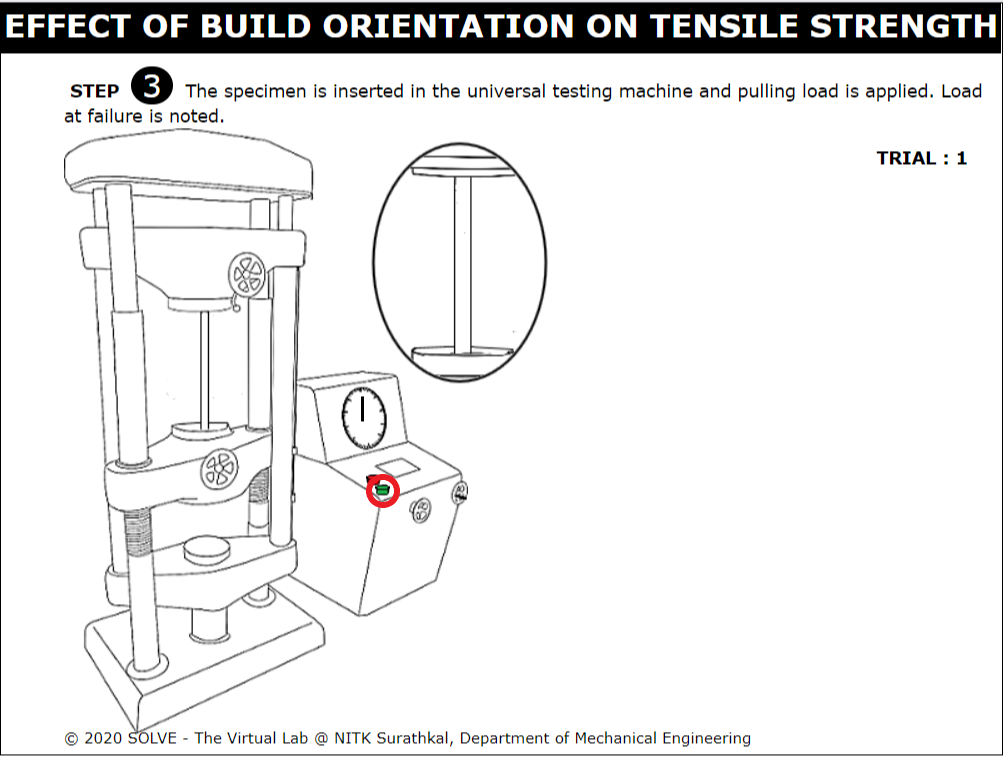 EFFECT OF BUILD ORIENTATION ON TENSILE STRENGTH
STEP 3 The specimen is inserted in the universal testing machine and pulling load is applied. Load
at failure is noted.
TRIAL : 1
© 2020 SOLVE - The Virtual Lab @ NITK Surathkal, Department of Mechanical Engineering